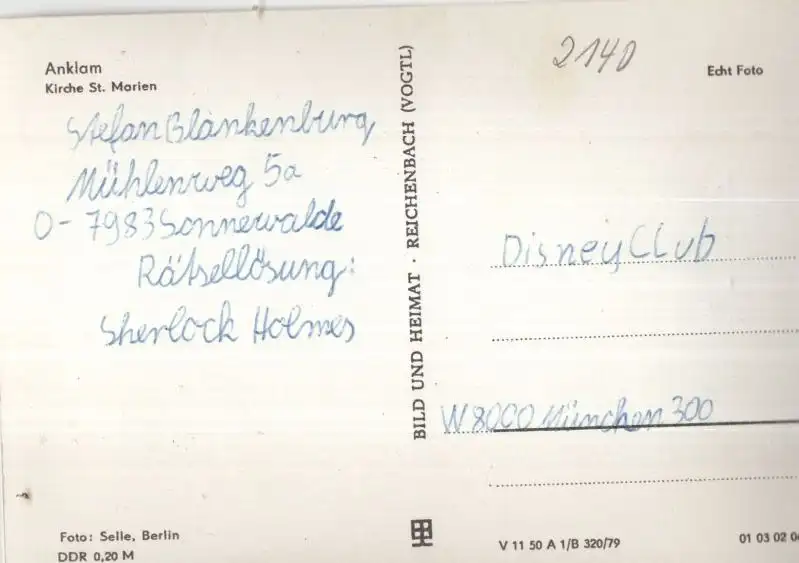 Anklam
Kirche St. Marien
Stefan Blankenburg
Mühlenweg 5a
O-7983 Sonnewalde
Rätsellösung:
Sherlock Holmes
Foto: Selle, Berlin
DDR 0,20 M
BILD UND HEIMAT · REICHENBACH (VOGTL)
2140
Echt Foto
Disney Club
W 8000 München 300
V 11 50 A 1/B 320/79
01 03 02 0